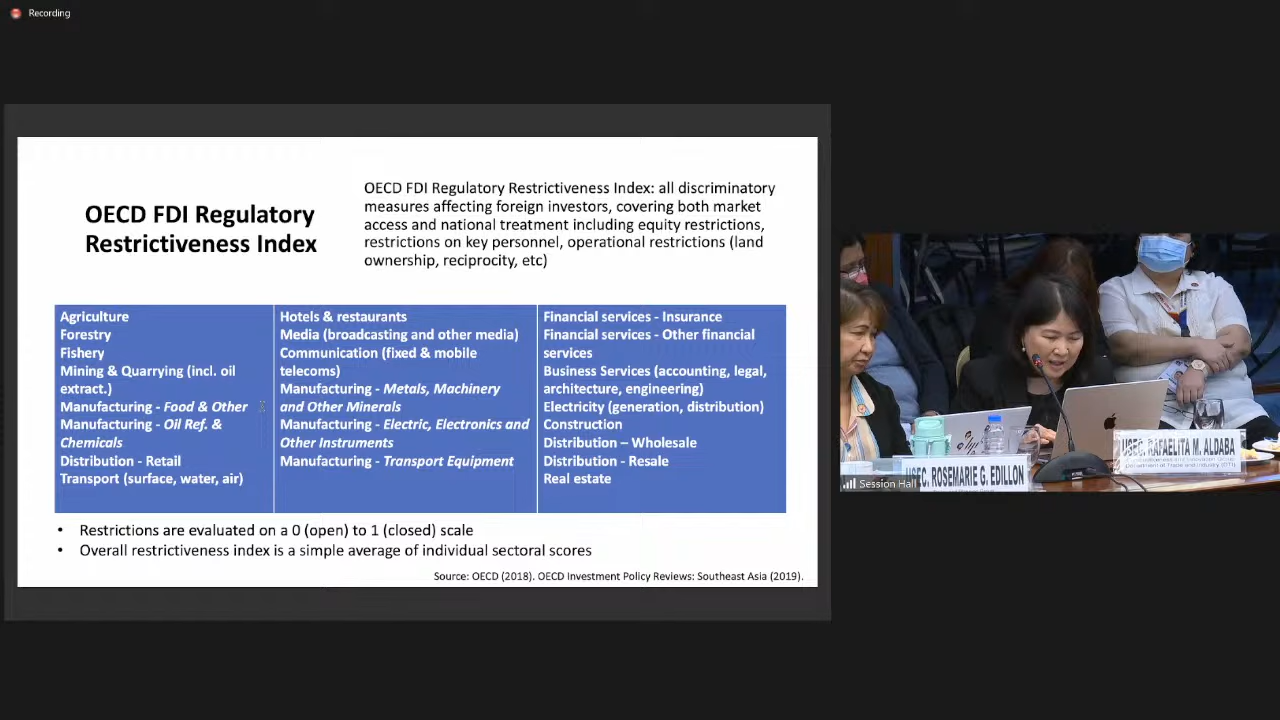 Recording
OECD FDI Regulatory
Restrictiveness Index
OECD FDI Regulatory Restrictiveness Index: all discriminatory
measures affecting foreign investors, covering both market
access and national treatment including equity restrictions,
restrictions on key personnel, operational restrictions (land
ownership, reciprocity, etc)
Agriculture
Forestry
Fishery
Mining & Quarrying (incl. oil
extract.)
Manufacturing - Food & Other
Manufacturing - Oil Ref. &
Chemicals
Distribution - Retail
Transport (surface, water, air)
Hotels & restaurants
Media (broadcasting and other media)
Communication (fixed & mobile
telecoms)
Manufacturing - Metals, Machinery
and Other Minerals
Manufacturing - Electric, Electronics and
Other Instruments
Manufacturing - Transport Equipment
Financial services - Insurance
Financial services - Other financial
services
Business Services (accounting, legal,
architecture, engineering)
Electricity (generation, distribution)
Construction
Distribution – Wholesale
Distribution - Resale
Real estate
• Restrictions are evaluated on a 0 (open) to 1 (closed) scale
• Overall restrictiveness index is a simple average of individual sectoral scores
Source: OECD (2018). OECD Investment Policy Reviews: Southeast Asia (2019).
USEC. ROSEMARIE G. EDILLON
USEC. RAFAELITA M. ALDABA
Department of Trade and Industry (DTI)
Session Hall